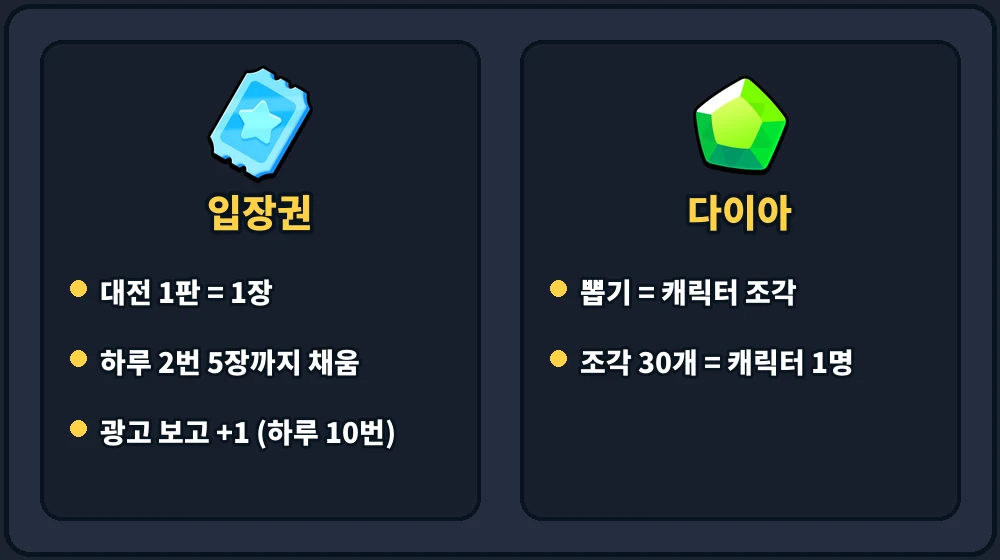 입장권
대전 1판 = 1장
하루 2번 5장까지 채움
광고 보고 +1 (하루 10번)
다이아
뽑기 = 캐릭터 조각
조각 30개 = 캐릭터 1명